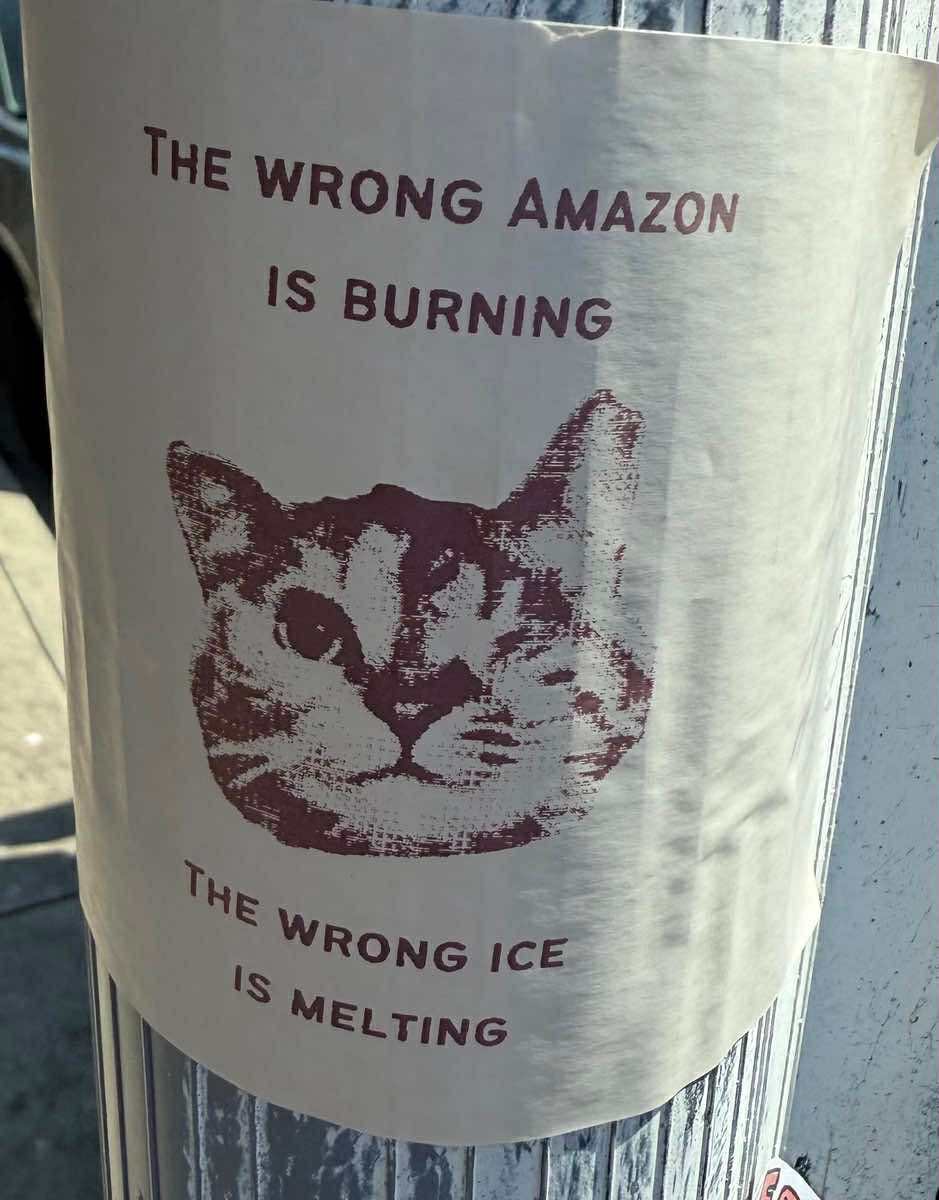 The wrong Amazon
is burning
The wrong ICE
is melting